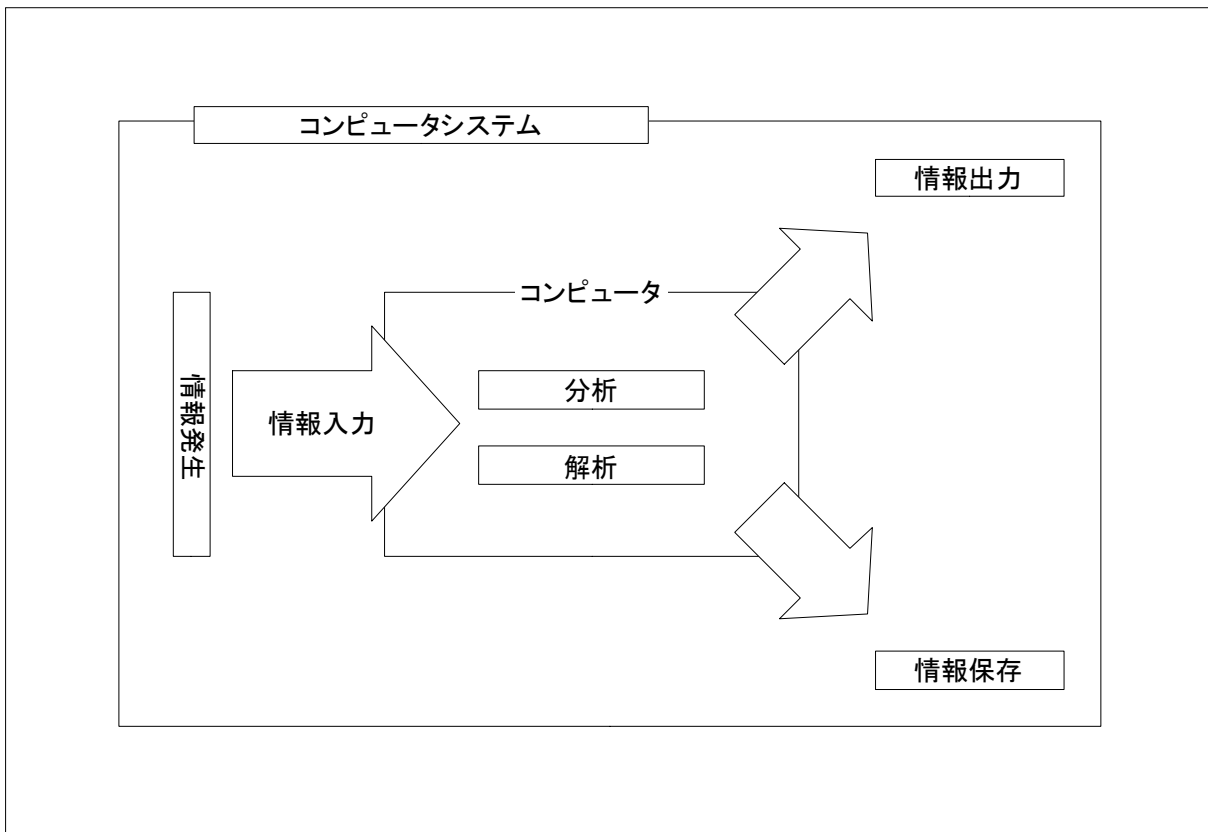 コンピュータシステム
情報出力
コンピュータ
情報発生
情報入力
分析
解析
情報保存